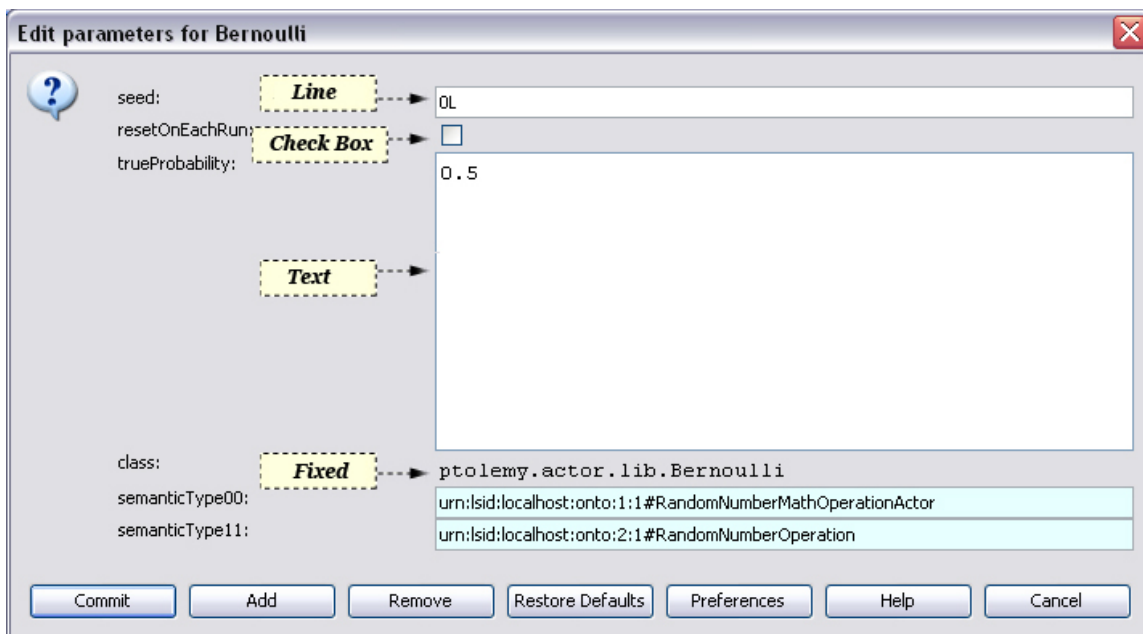 Edit parameters for Bernoulli
seed: Line 0L
resetOnEachRun: Check Box
trueProbability: 0.5
Text
class: Fixed ptolemy.actor.lib.Bernoulli
semanticType00: urn:lsid:localhost:onto:1:1#RandomNumberMathOperationActor
semanticType11: urn:lsid:localhost:onto:2:1#RandomNumberOperation
Commit Add Remove Restore Defaults Preferences Help Cancel